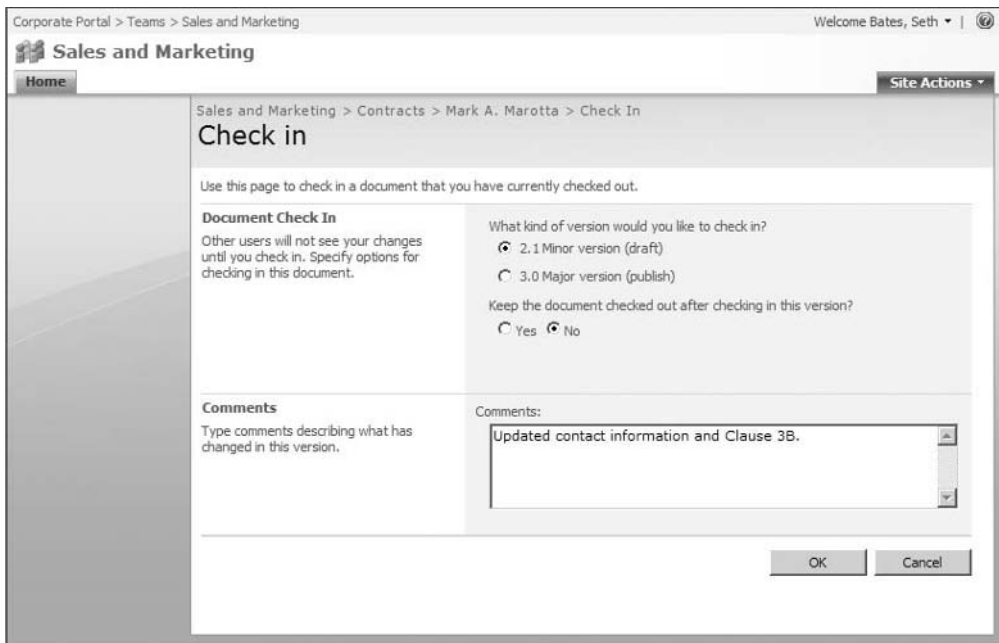 Corporate Portal > Teams > Sales and Marketing
Welcome Bates, Seth
Sales and Marketing
Home
Site Actions
Sales and Marketing > Contracts > Mark A. Marotta > Check In
Check in
Use this page to check in a document that you have currently checked out.
Document Check In
Other users will not see your changes
until you check in. Specify options for
checking in this document.
What kind of version would you like to check in?
2.1 Minor version (draft)
3.0 Major version (publish)
Keep the document checked out after checking in this version?
Yes No
Comments
Type comments describing what has
changed in this version.
Comments:
Updated contact information and Clause 3B.
OK Cancel